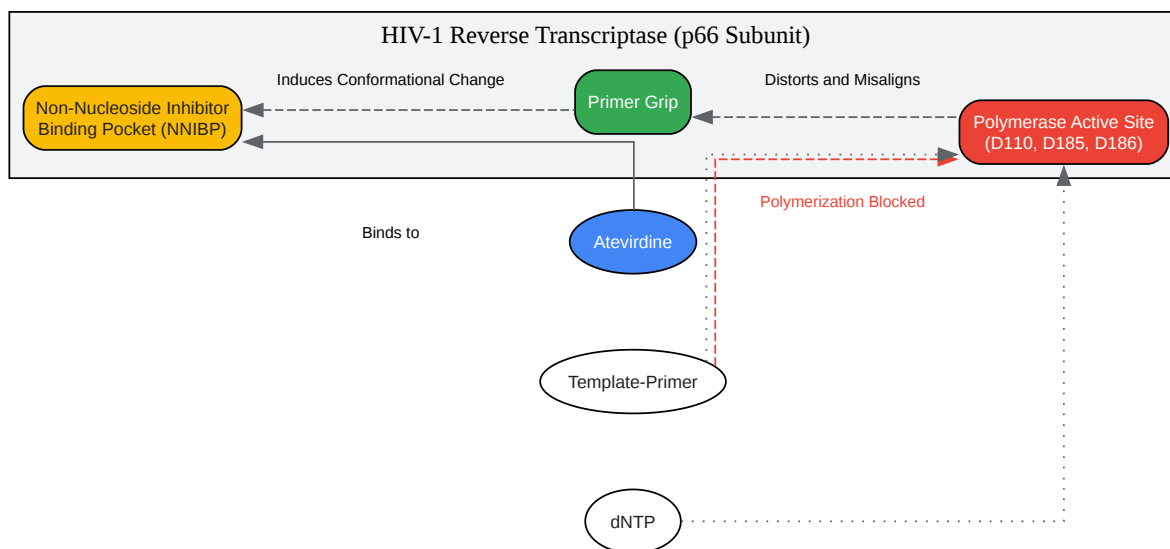 HIV-1 Reverse Transcriptase (p66 Subunit)
Induces Conformational Change
Distorts and Misaligns
Non-Nucleoside Inhibitor
Binding Pocket (NNIBP)
Primer Grip
Polymerase Active Site
(D110, D185, D186)
Polymerization Blocked
Binds to
Atevirdine
Template-Primer
dNTP